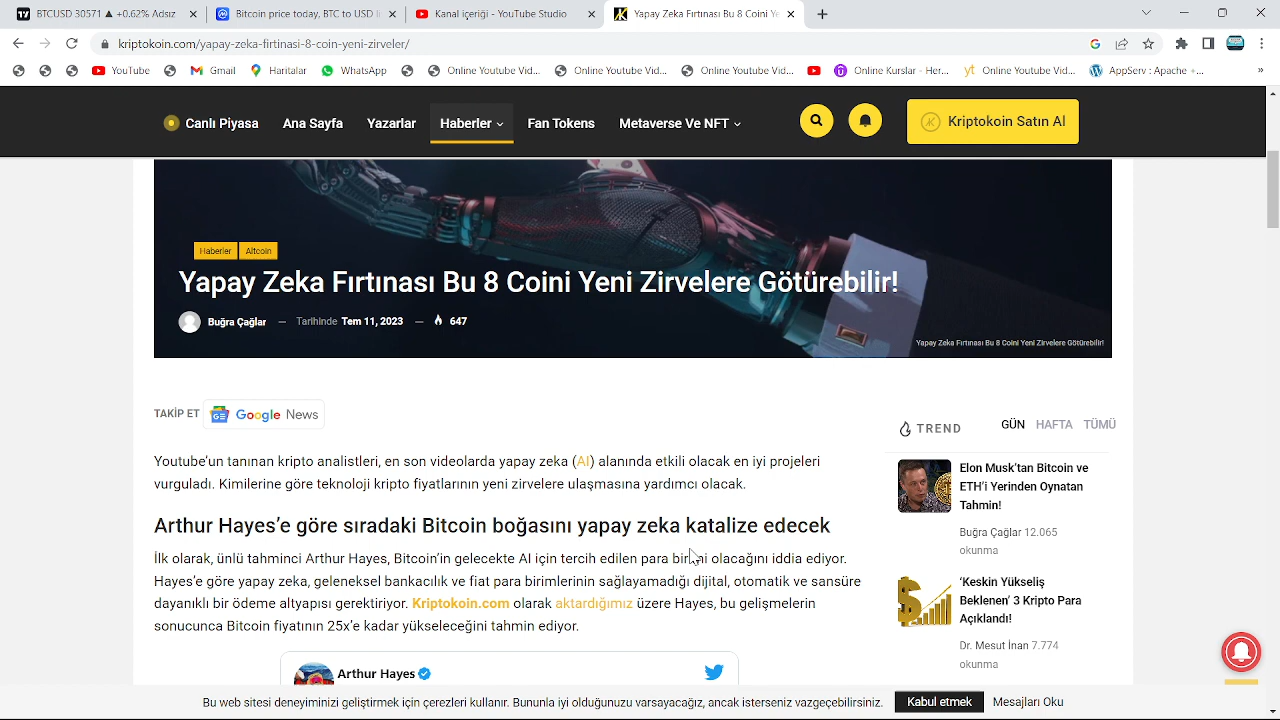 BTCUSD 30571 ▲ +0.62% Adsız
Bitcoin price today, BTC to USD li
Kanal içeriği - YouTube Studio
Yapay Zeka Fırtınası Bu 8 Coini Ye
kriptokoin.com/yapay-zeka-firtinasi-8-coin-yeni-zirveler/
YouTube
Gmail
Haritalar
WhatsApp
Online Youtube Vid...
Online Youtube Vid...
Online Youtube Vid...
Online Kurslar - Her...
Online Youtube Vid...
AppServ : Apache +...
»
Canlı Piyasa
Ana Sayfa
Yazarlar
Haberler
Fan Tokens
Metaverse Ve NFT
Kriptokoin Satın Al
Haberler
Altcoin
Yapay Zeka Fırtınası Bu 8 Coini Yeni Zirvelere Götürebilir!
Buğra Çağlar — Tarihinde Tem 11, 2023 — 647
Yapay Zeka Fırtınası Bu 8 Coini Yeni Zirvelere Götürebilir!
TAKİP ET Google News
Youtube'un tanınan kripto analistleri, en son videolarda yapay zeka (AI) alanında etkili olacak en iyi projeleri
vurguladı. Kimilerine göre teknoloji kripto fiyatlarının yeni zirvelere ulaşmasına yardımcı olacak.
Arthur Hayes'e göre sıradaki Bitcoin boğasını yapay zeka katalize edecek
İlk olarak, ünlü tahminci Arthur Hayes, Bitcoin'in gelecekte AI için tercih edilen para birimi olacağını iddia ediyor.
Hayes'e göre yapay zeka, geleneksel bankacılık ve fiat para birimlerinin sağlayamadığı dijital, otomatik ve sansüre
dayanıklı bir ödeme altyapısı gerektiriyor. Kriptokoin.com olarak aktardığımız üzere Hayes, bu gelişmelerin
sonucunda Bitcoin fiyatının 25x'e kadar yükseleceğini tahmin ediyor.
Arthur Hayes
TREND
GÜN HAFTA TÜMÜ
Elon Musk'tan Bitcoin ve
ETH'i Yerinden Oynatan
Tahmin!
Buğra Çağlar 12.065
okunma
'Keskin Yükseliş
Beklenen' 3 Kripto Para
Açıklandı!
Dr. Mesut İnan 7.774
okunma
Bu web sitesi deneyiminizi geliştirmek için çerezleri kullanır. Bununla iyi olduğunuzu varsayacağız, ancak isterseniz vazgeçebilirsiniz.
Kabul etmek
Mesajları Oku